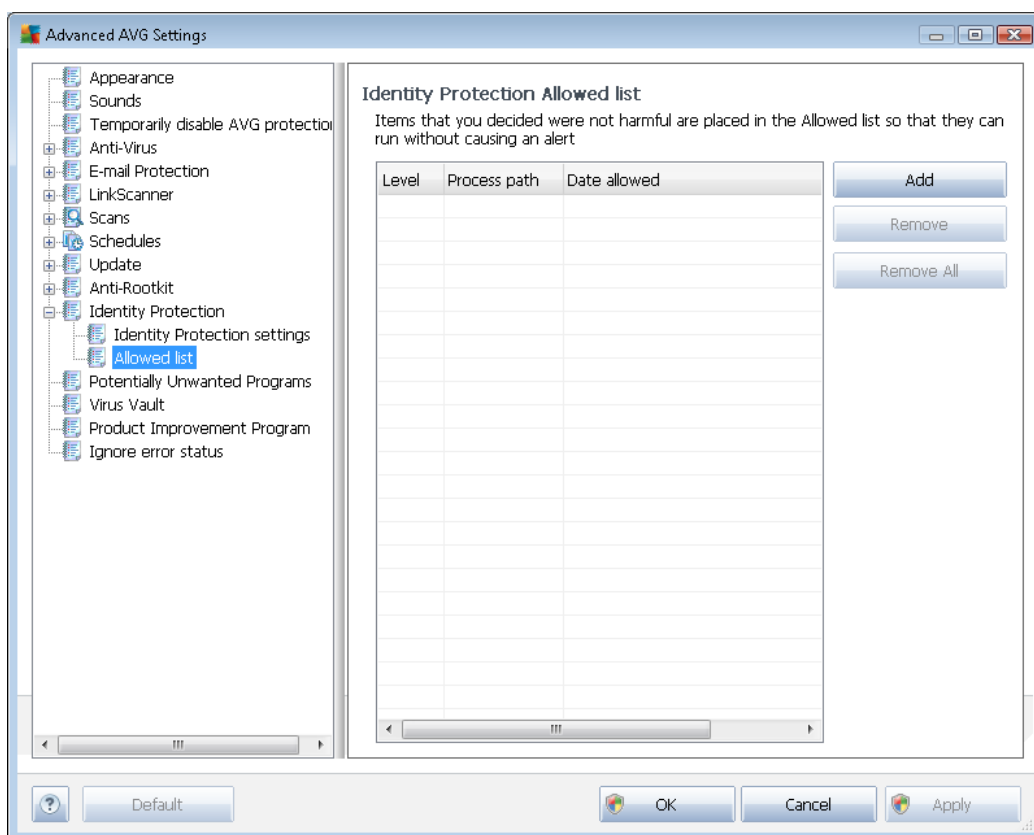 Advanced AVG Settings
Appearance
Sounds
Temporarily disable AVG protection
Anti-Virus
E-mail Protection
LinkScanner
Scans
Schedules
Update
Anti-Rootkit
Identity Protection
Identity Protection settings
Allowed list
Potentially Unwanted Programs
Virus Vault
Product Improvement Program
Ignore error status
Identity Protection Allowed list
Items that you decided were not harmful are placed in the Allowed list so that they can
run without causing an alert
Level Process path Date allowed
Add
Remove
Remove All
? Default OK Cancel Apply